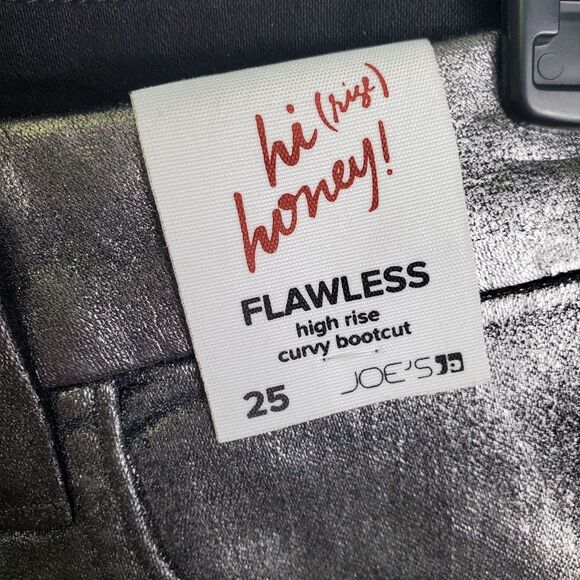 hi (rise)
honey!
FLAWLESS
high rise
curvy bootcut
25 JOE'S